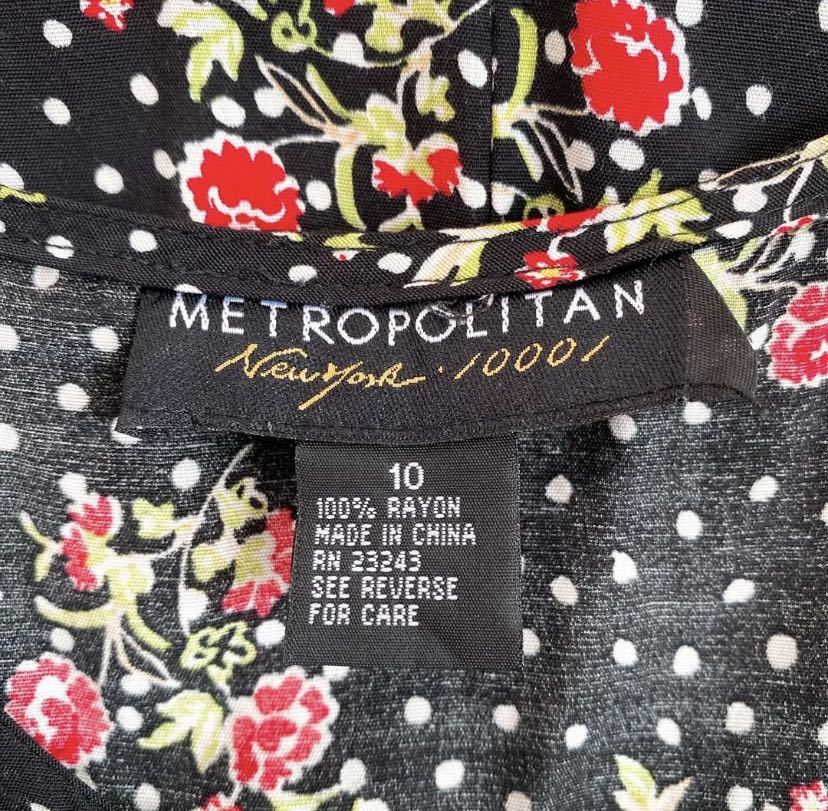 METROPOLITAN
New York · 10001
10
100% RAYON
MADE IN CHINA
RN 23243
SEE REVERSE
FOR CARE